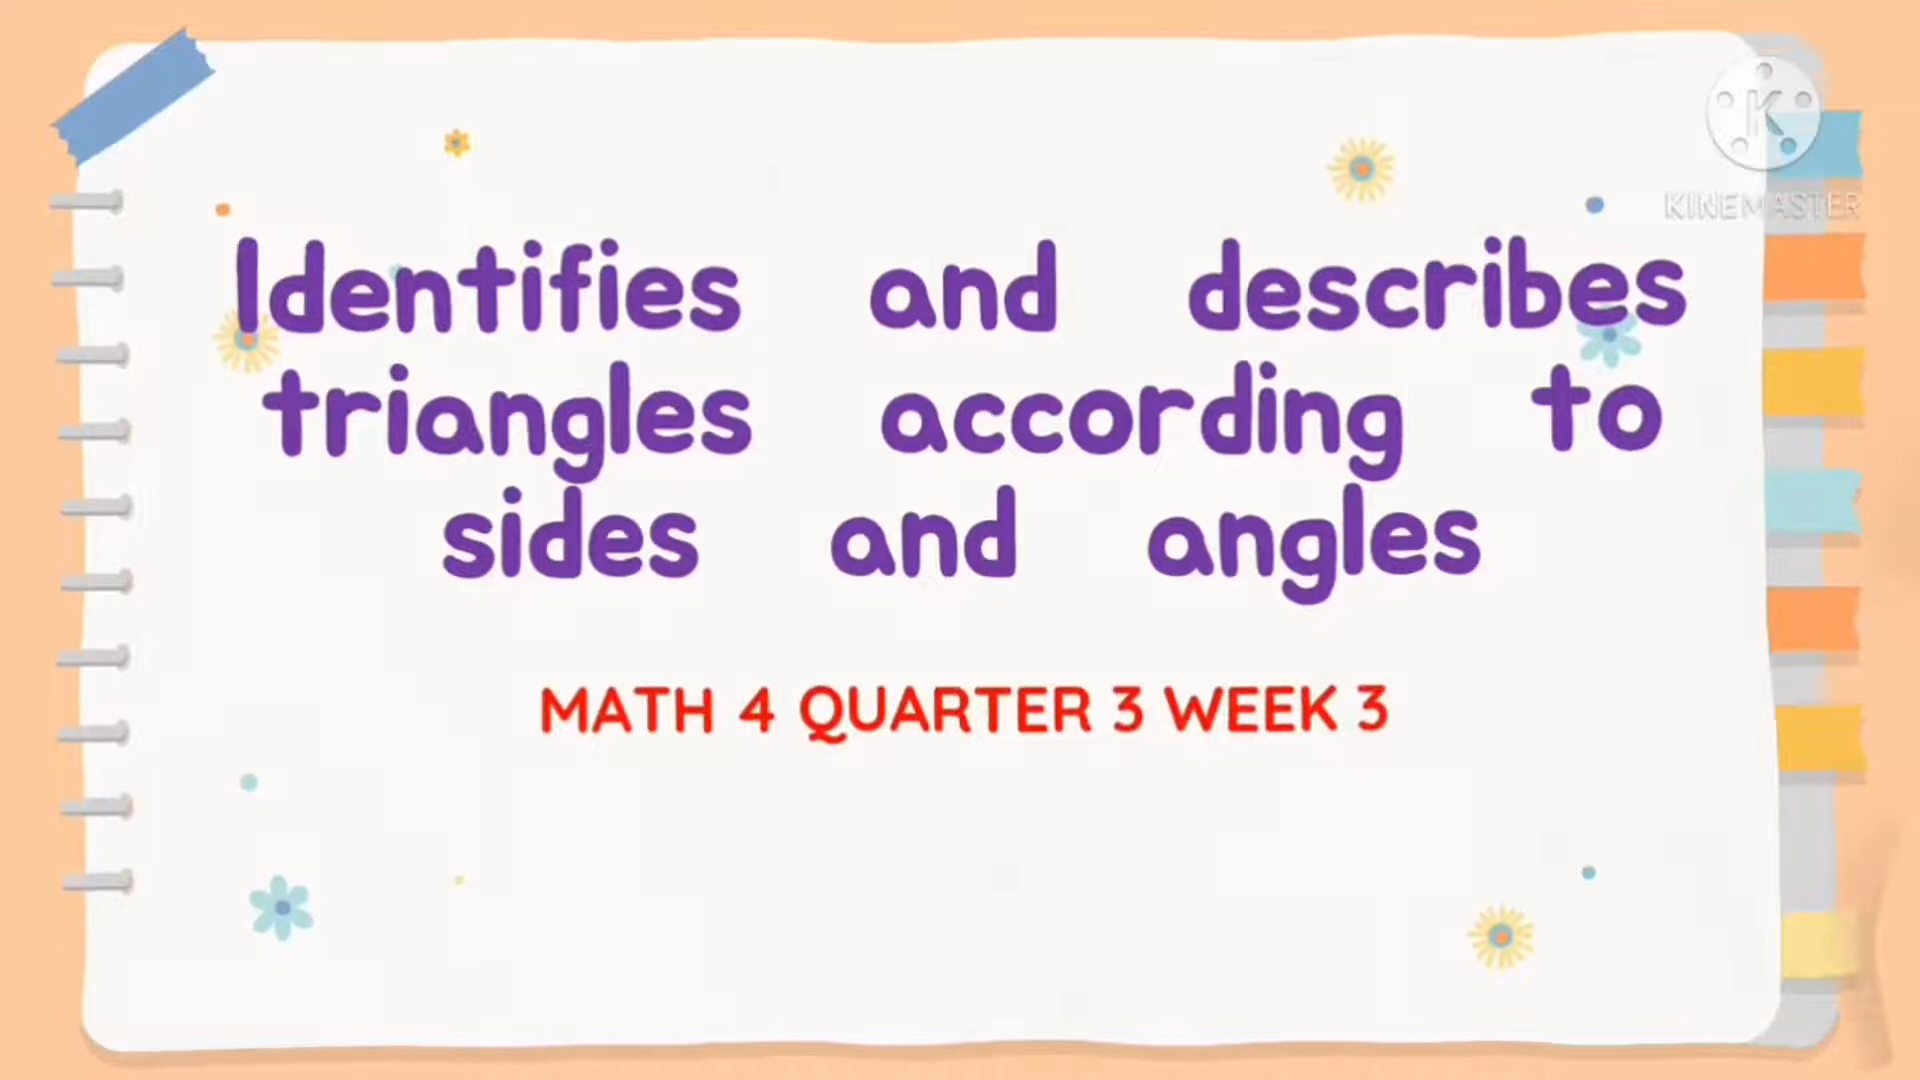 K
KINEMASTER
Identifies and describes
triangles according to
sides and angles
MATH 4 QUARTER 3 WEEK 3